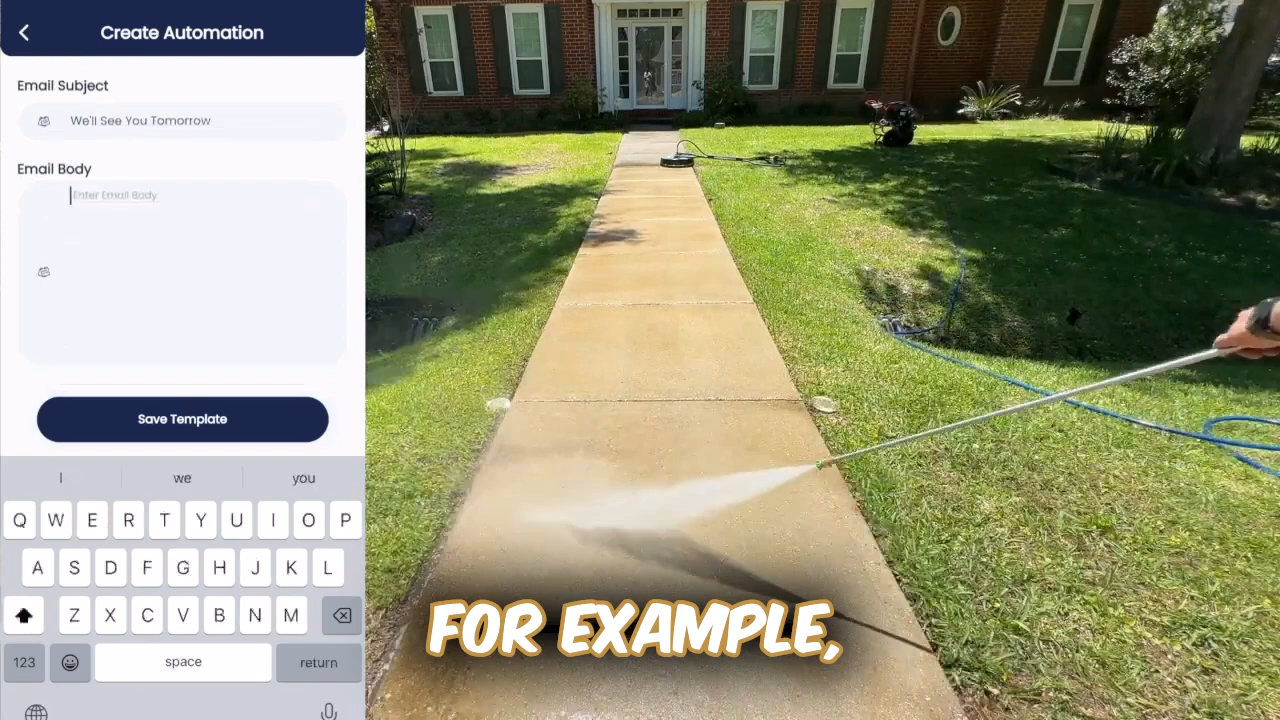 Create Automation
Email Subject
We'll See You Tomorrow
Email Body
Enter Email Body
Save Template
I we you
Q W E R T Y U I O P
A S D F G H J K L
Z X C V B N M
123 space return
FOR EXAMPLE,